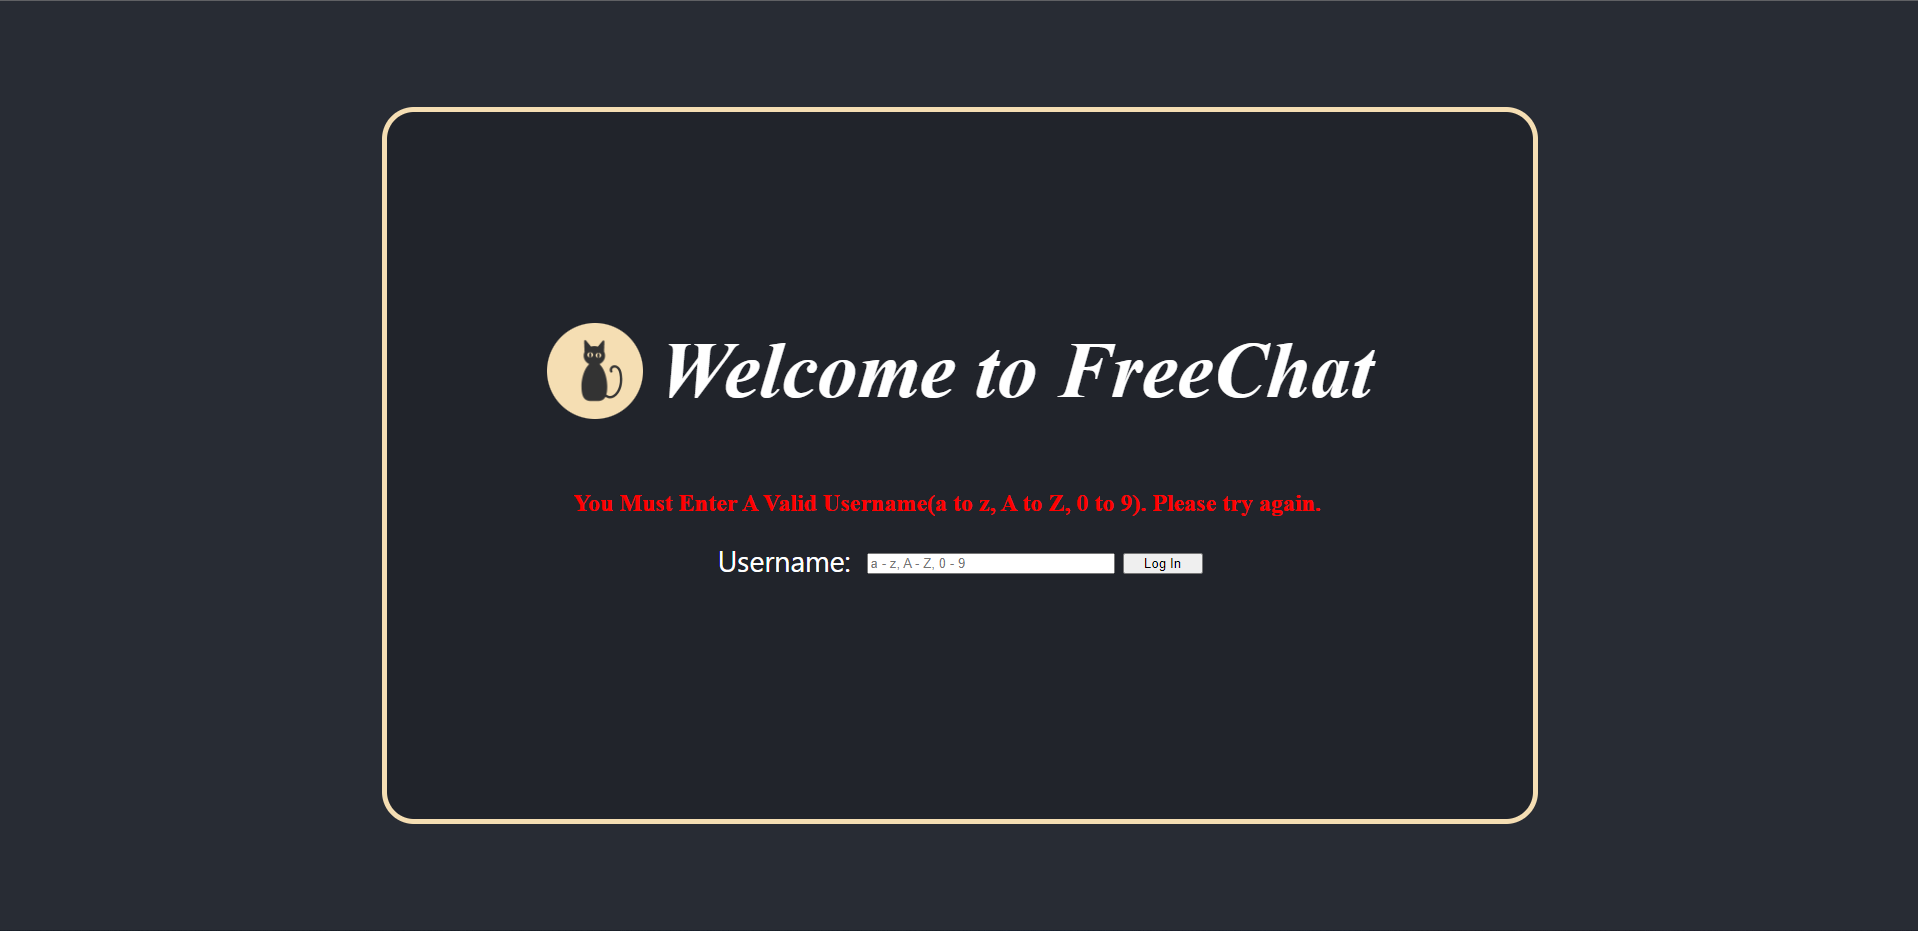 Welcome to FreeChat
You Must Enter A Valid Username(a to z, A to Z, 0 to 9). Please try again.
Username: a - z, A - Z, 0 - 9 Log In